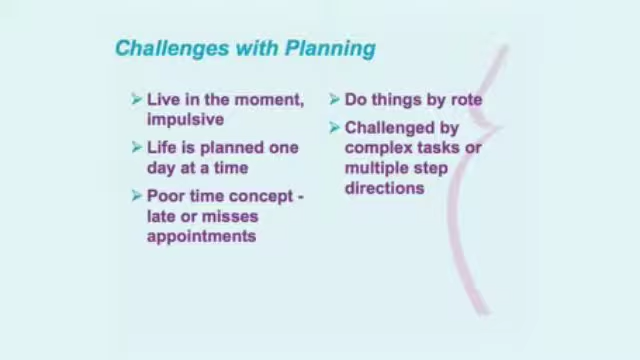 Challenges with Planning
➢ Live in the moment,
impulsive
➢ Life is planned one
day at a time
➢ Poor time concept -
late or misses
appointments
➢ Do things by rote
➢ Challenged by
complex tasks or
multiple step
directions